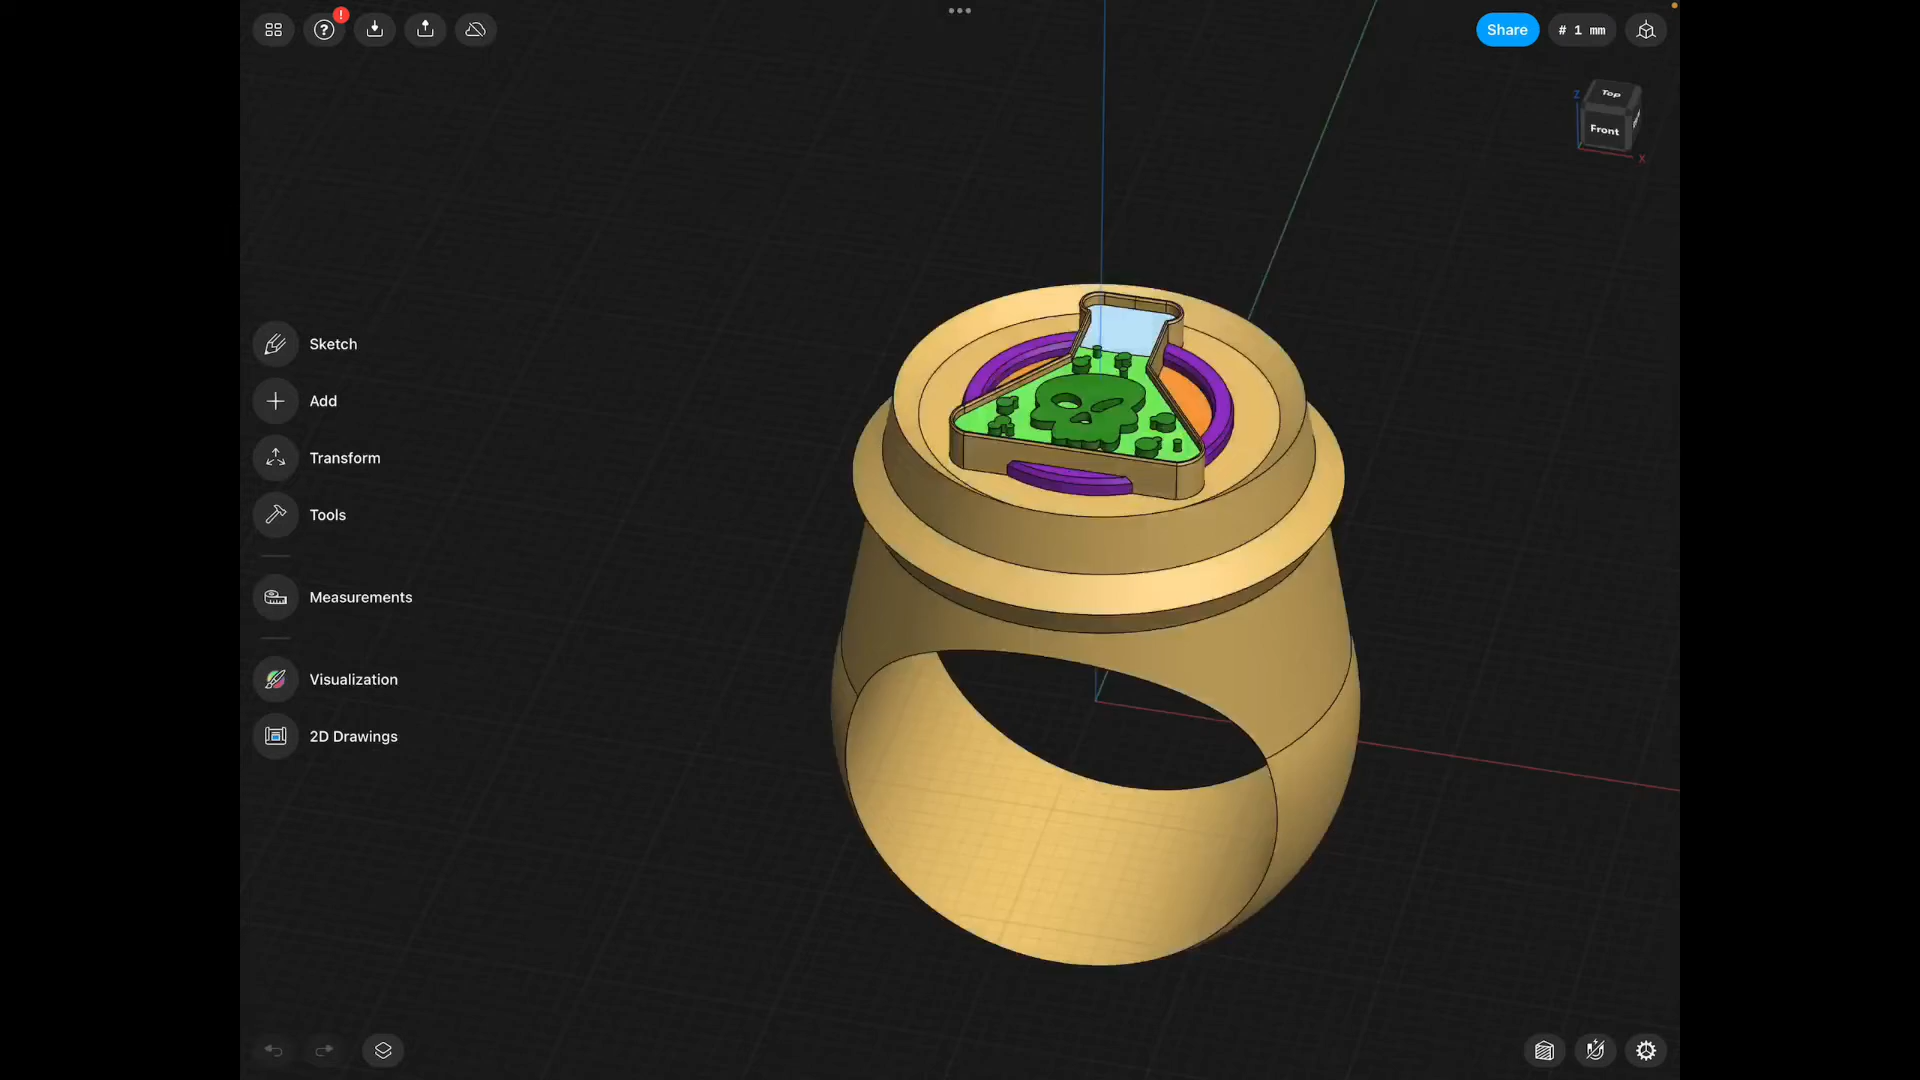 !
?
Share
# 1 mm
Top
Z
Front
X
Sketch
Add
Transform
Tools
Measurements
Visualization
2D Drawings